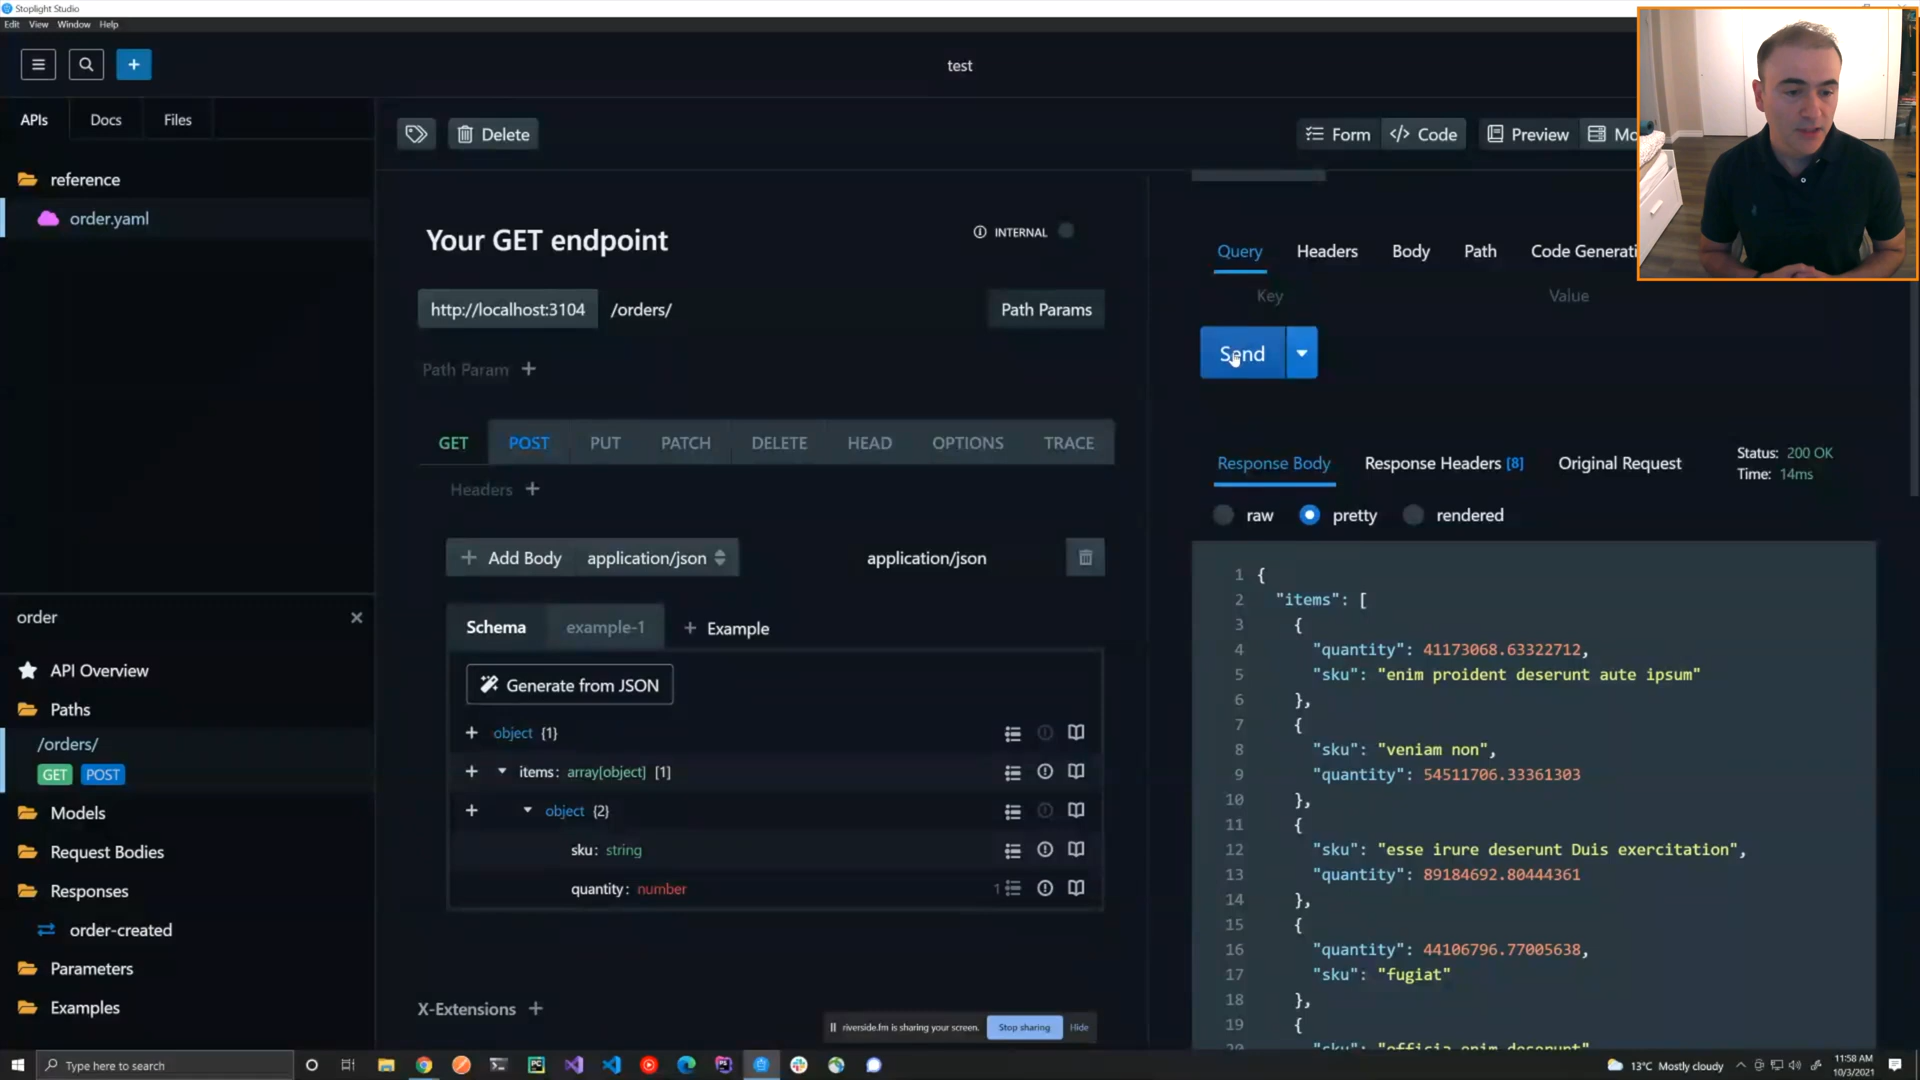 Stoplight Studio
Edit View Window Help
test
APIs Docs Files
Delete
Form Code Preview Mo
reference
order.yaml
Your GET endpoint
INTERNAL
Query Headers Body Path Code Generati
Key Value
http://localhost:3104 /orders/ Path Params
Send
Path Param +
GET POST PUT PATCH DELETE HEAD OPTIONS TRACE
Headers +
Response Body Response Headers [8] Original Request
Status: 200 OK
Time: 14ms
raw pretty rendered
+ Add Body application/json application/json
Schema example-1 + Example
Generate from JSON
+ object {1}
+ items: array[object] [1]
+ object {2}
sku: string
quantity: number 1
X-Extensions +
order
API Overview
Paths
/orders/
GET POST
Models
Request Bodies
Responses
order-created
Parameters
Examples
1 {
2 "items": [
3 {
4 "quantity": 41173068.63322712,
5 "sku": "enim proident deserunt aute ipsum"
6 },
7 {
8 "sku": "veniam non",
9 "quantity": 54511706.33361303
10 },
11 {
12 "sku": "esse irure deserunt Duis exercitation",
13 "quantity": 89184692.80444361
14 },
15 {
16 "quantity": 44106796.77005638,
17 "sku": "fugiat"
18 },
19 {
20 "sku": "officia enim deserunt"
riverside.fm is sharing your screen. Stop sharing Hide
Type here to search
13°C Mostly cloudy
11:58 AM
10/3/2021